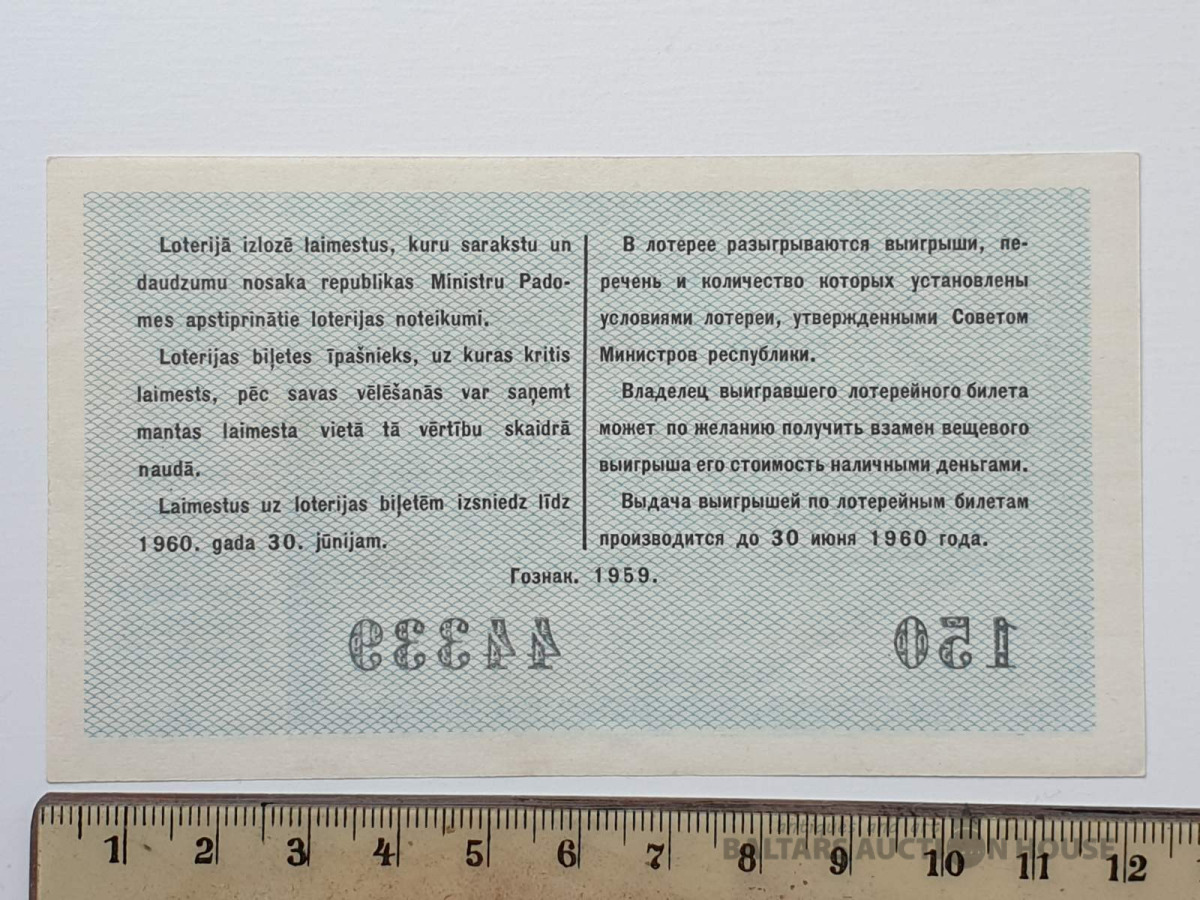 Loterijā izlozē laimestus, kuru sarakstu un
daudzumu nosaka republikas Ministru Pado-
mes apstiprinātie loterijas noteikumi.
Loterijas biļetes īpašnieks, uz kuras kritis
laimests, pēc savas vēlēšanās var saņemt
mantas laimesta vietā tā vērtību skaidrā
naudā.
Laimestus uz loterijas biļetēm izsniedz līdz
1960. gada 30. jūnijam.
В лотерее разыгрываются выигрыши, пе-
речень и количество которых установлены
условиями лотереи, утвержденными Советом
Министров республики.
Владелец выигравшего лотерейного билета
может по желанию получить взамен вещевого
выигрыша его стоимость наличными деньгами.
Выдача выигрышей по лотерейным билетам
производится до 30 июня 1960 года.
Гознак. 1959.
44339
150
1 2 3 4 5 6 7 8 9 10 11 12
BALTARS AUCTION HOUSE